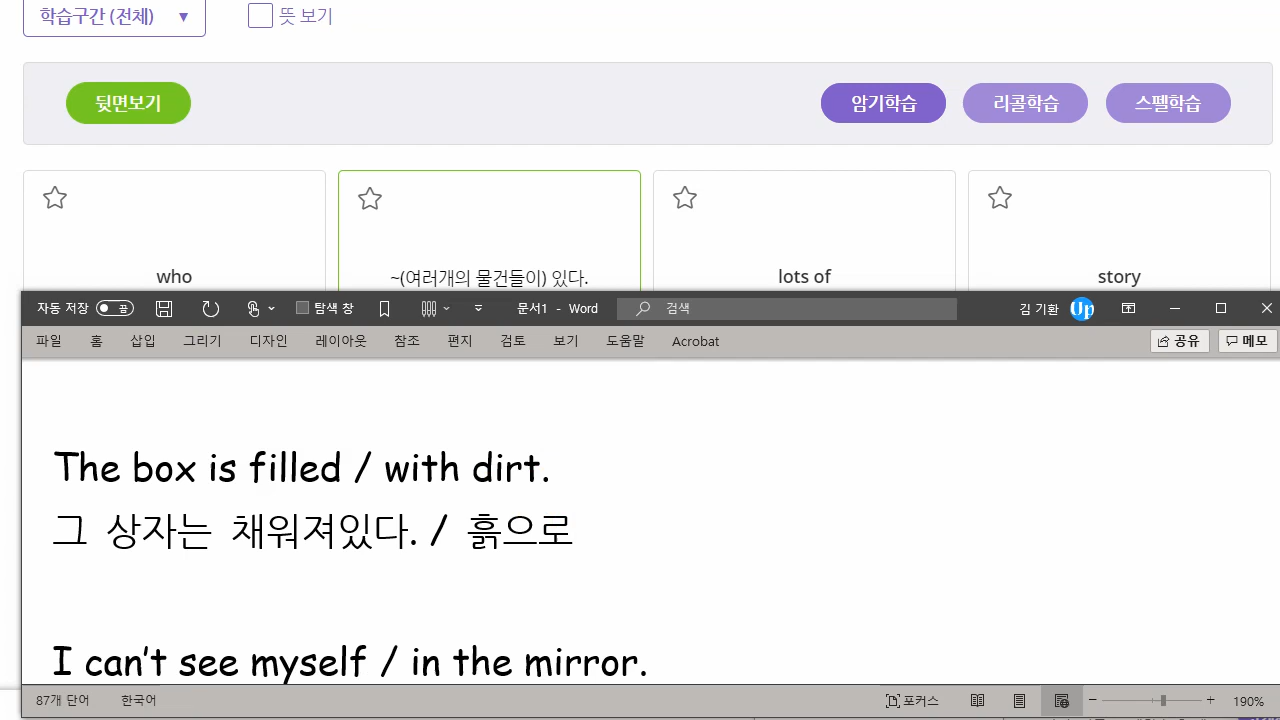 학습구간 (전체) ▼ 뜻 보기
뒷면보기 암기학습 리콜학습 스펠학습
who ~(여러개의 물건들이) 있다. lots of story
자동 저장 끔 탐색 창 문서1 - Word 검색 김 기환 Up
파일 홈 삽입 그리기 디자인 레이아웃 참조 편지 검토 보기 도움말 Acrobat 공유 메모
The box is filled / with dirt.
그 상자는 채워져있다. / 흙으로
I can't see myself / in the mirror.
87개 단어 한국어 포커스 190%